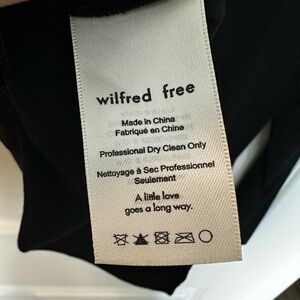 wilfred free
Made in China
Fabriqué en Chine
Professional Dry Clean Only
Nettoyage à Sec Professionnel
Seulement
A little love
goes a long way.